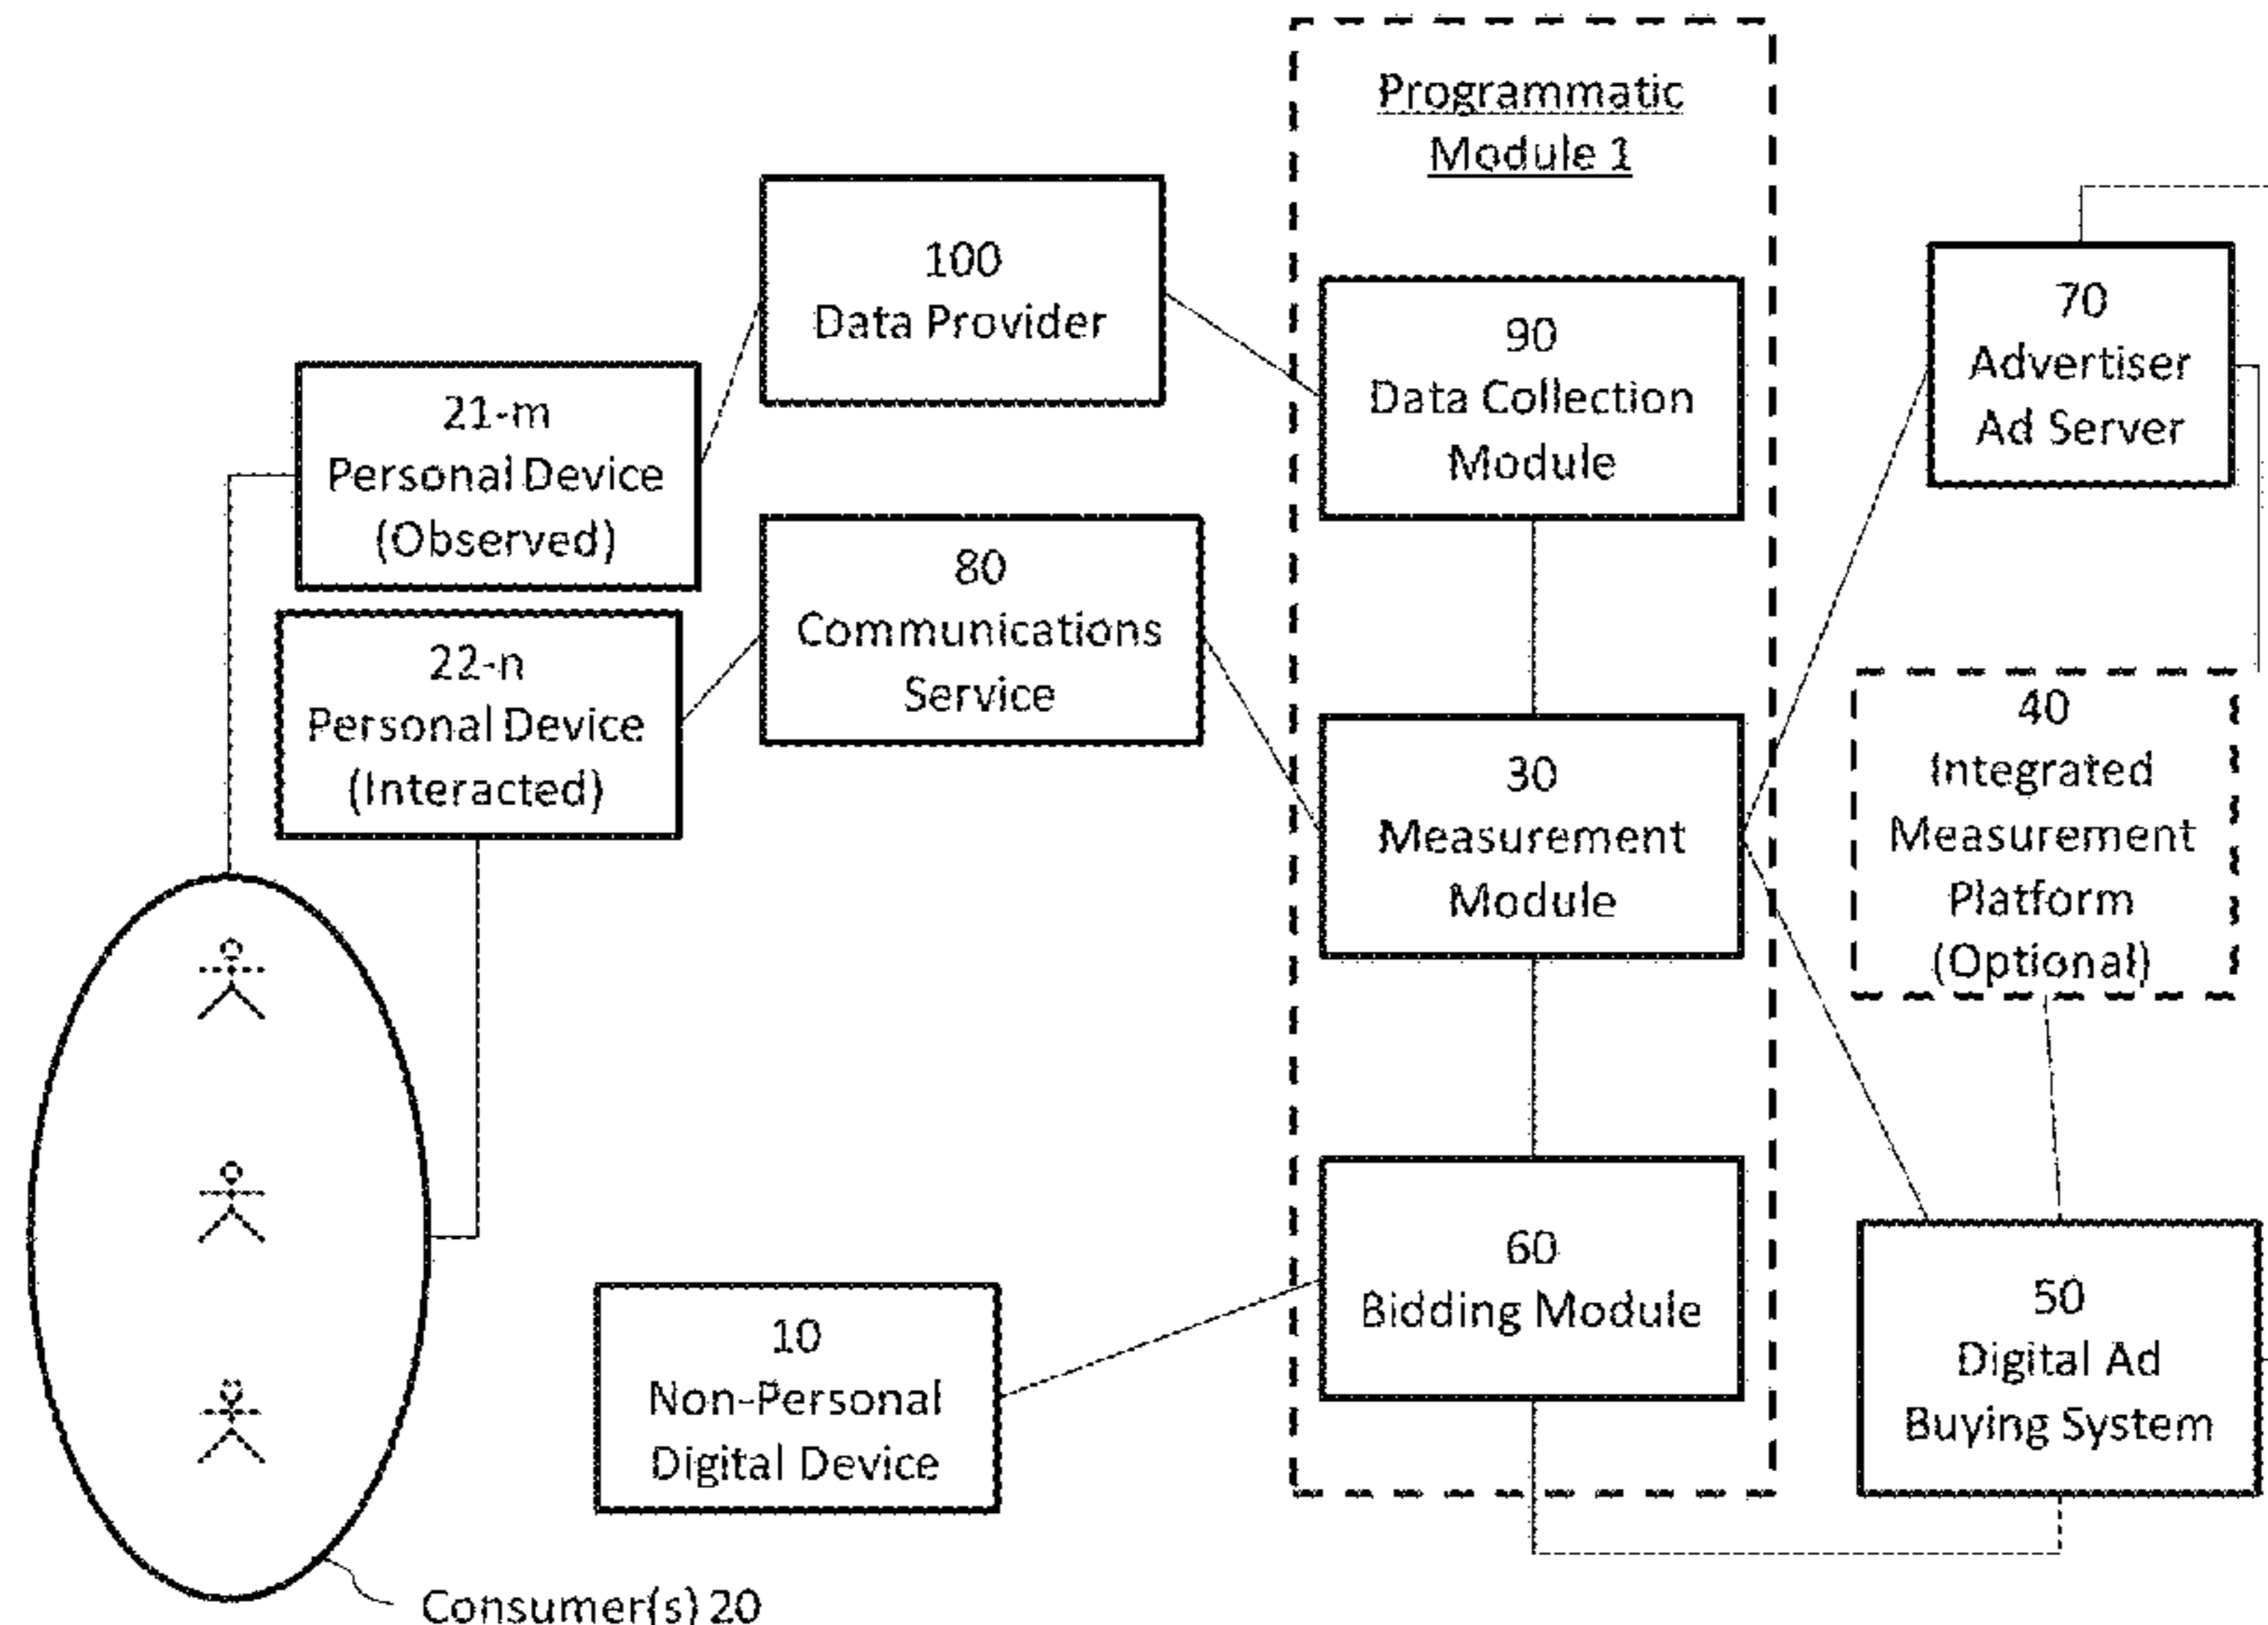 Programmatic
Module 1
100
Data Provider
90
Data Collection
Module
70
Advertiser
Ad Server
21-m
Personal Device
(Observed)
80
Communications
Service
22-n
Personal Device
(Interacted)
30
Measurement
Module
40
Integrated
Measurement
Platform
(Optional)
60
Bidding Module
10
Non-Personal
Digital Device
50
Digital Ad
Buying System
Consumer(s) 20